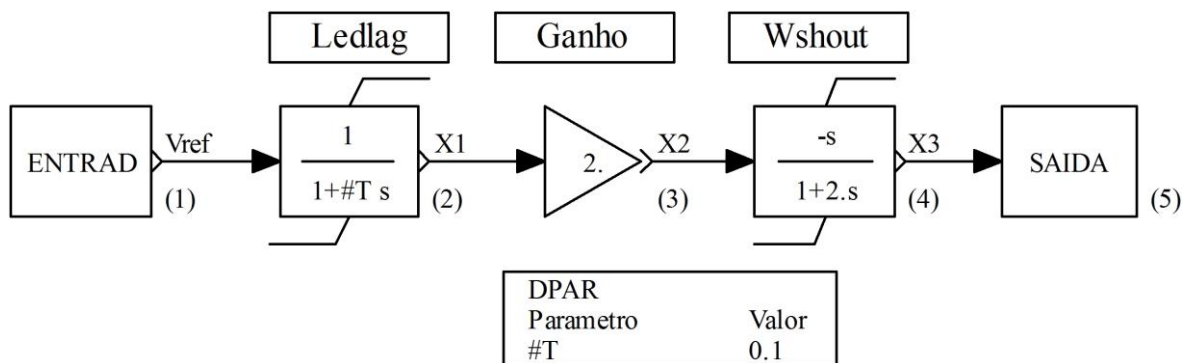 Ledlag
Ganho
Wshout
ENTRAD
Vref
(1)
1
1+#T s
X1
(2)
2.
X2
(3)
-s
1+2.s
X3
(4)
SAIDA
(5)
DPAR
Parametro Valor
#T 0.1